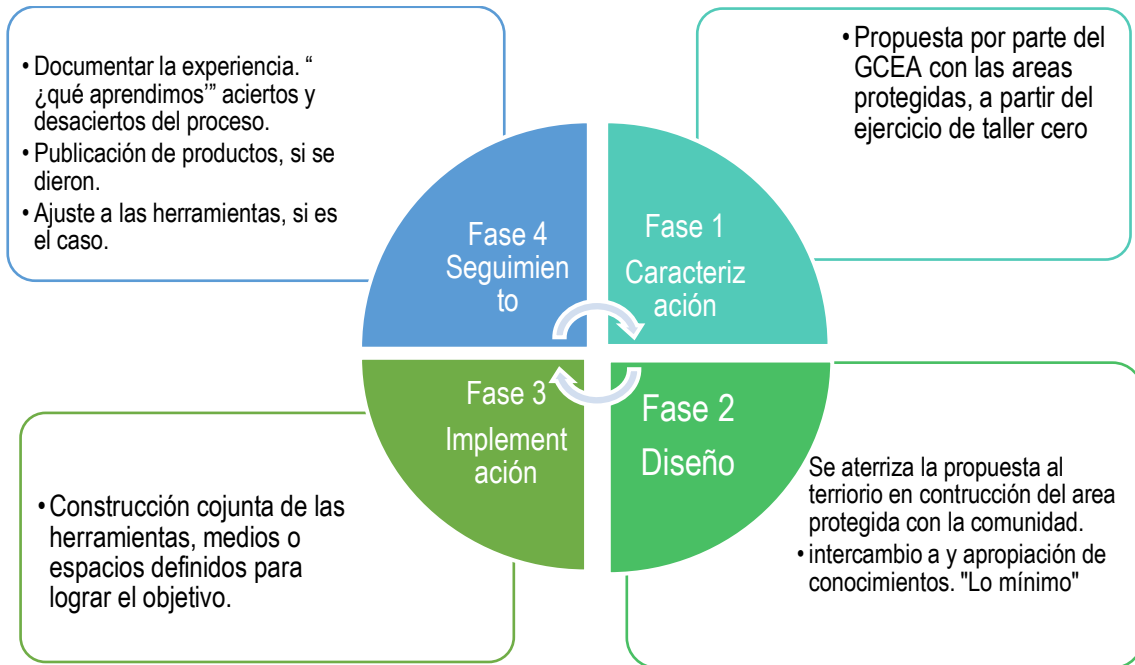 • Documentar la experiencia. “
¿qué aprendimos’” aciertos y
desaciertos del proceso.
• Publicación de productos, si se
dieron.
• Ajuste a las herramientas, si es
el caso.
• Propuesta por parte del
GCEA con las areas
protegidas, a partir del
ejercicio de taller cero
Fase 4
Seguimien
to
Fase 1
Caracteriz
ación
Fase 3
Implement
ación
Fase 2
Diseño
• Construcción cojunta de las
herramientas, medios o
espacios definidos para
lograr el objetivo.
Se aterriza la propuesta al
terriorio en contrucción del area
protegida con la comunidad.
• intercambio a y apropiación de
conocimientos. "Lo mínimo"